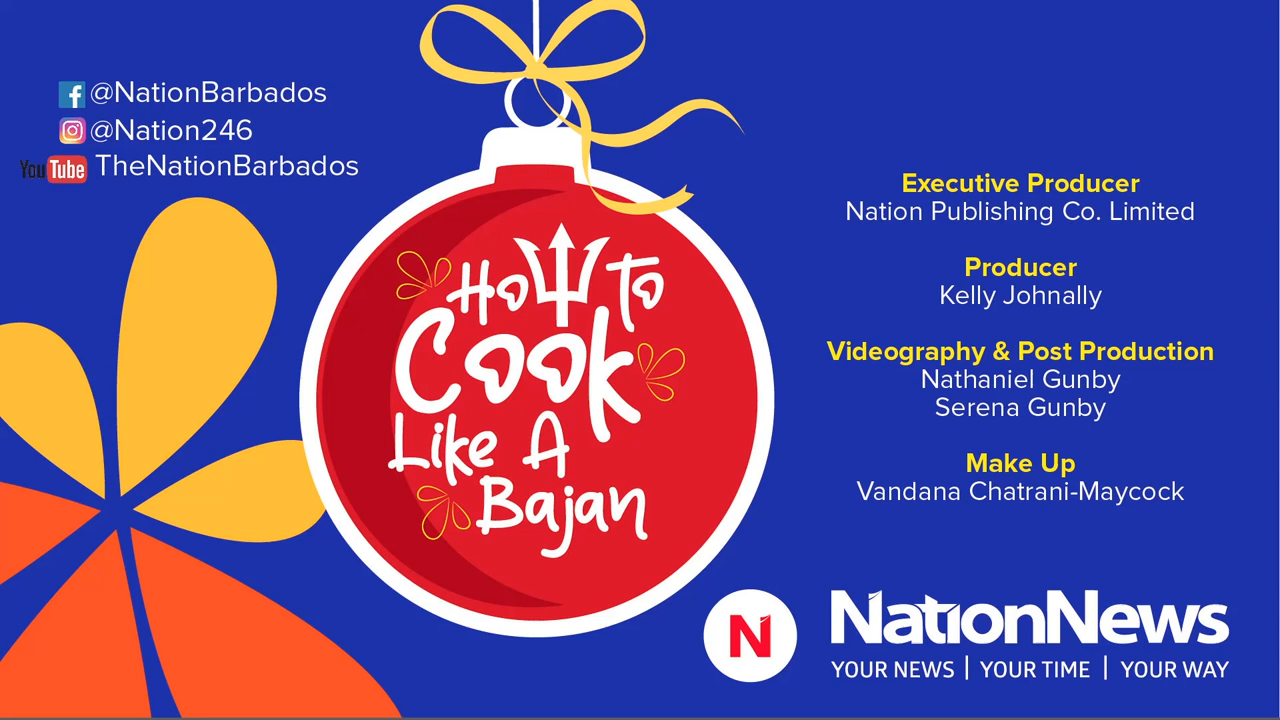 @NationBarbados
@Nation246
YouTube TheNationBarbados
How to
Cook
Like A
Bajan
Executive Producer
Nation Publishing Co. Limited
Producer
Kelly Johnally
Videography & Post Production
Nathaniel Gunby
Serena Gunby
Make Up
Vandana Chatrani-Maycock
N
NationNews
YOUR NEWS | YOUR TIME | YOUR WAY